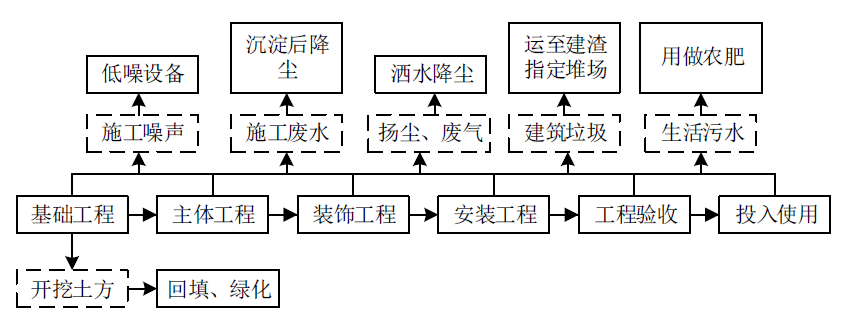 低噪设备
沉淀后降
尘
洒水降尘
运至建渣
指定堆场
用做农肥
施工噪声
施工废水
扬尘、废气
建筑垃圾
生活污水
基础工程
主体工程
装饰工程
安装工程
工程验收
投入使用
开挖土方
回填、绿化